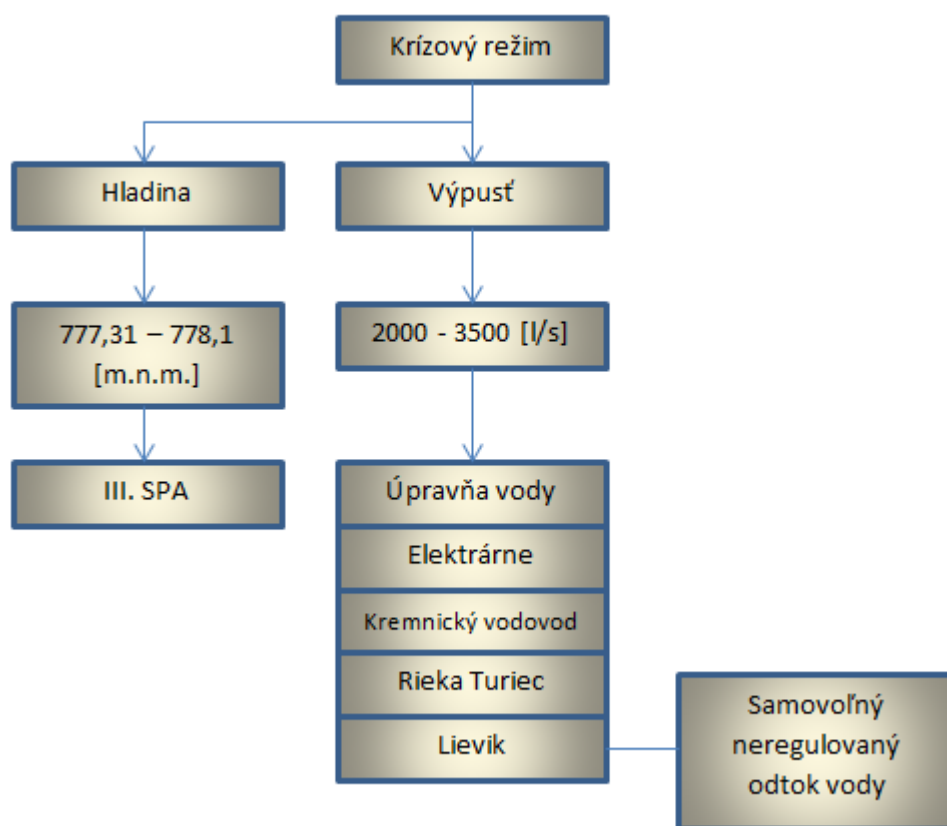 Krízový režim
Hladina
Výpusť
777,31 – 778,1
[m.n.m.]
2000 - 3500 [l/s]
III. SPA
Úpravňa vody
Elektrárne
Kremnický vodovod
Rieka Turiec
Lievik
Samovoľný
neregulovaný
odtok vody